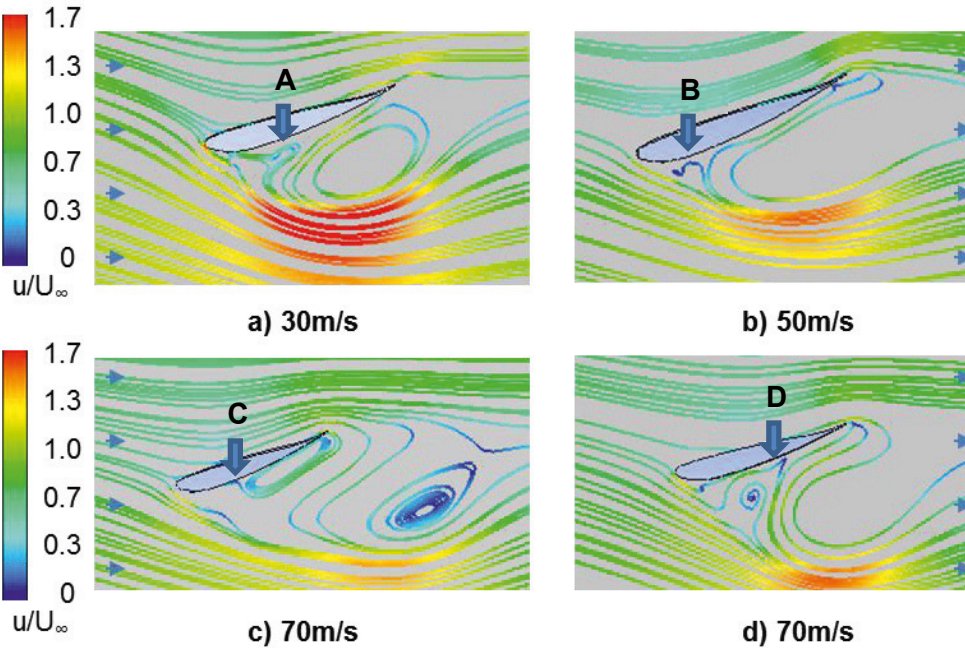 1.7
1.3
1.0
0.7
0.3
0
u/U∞
A
B
a) 30m/s
b) 50m/s
1.7
1.3
1.0
0.7
0.3
0
u/U∞
C
D
c) 70m/s
d) 70m/s